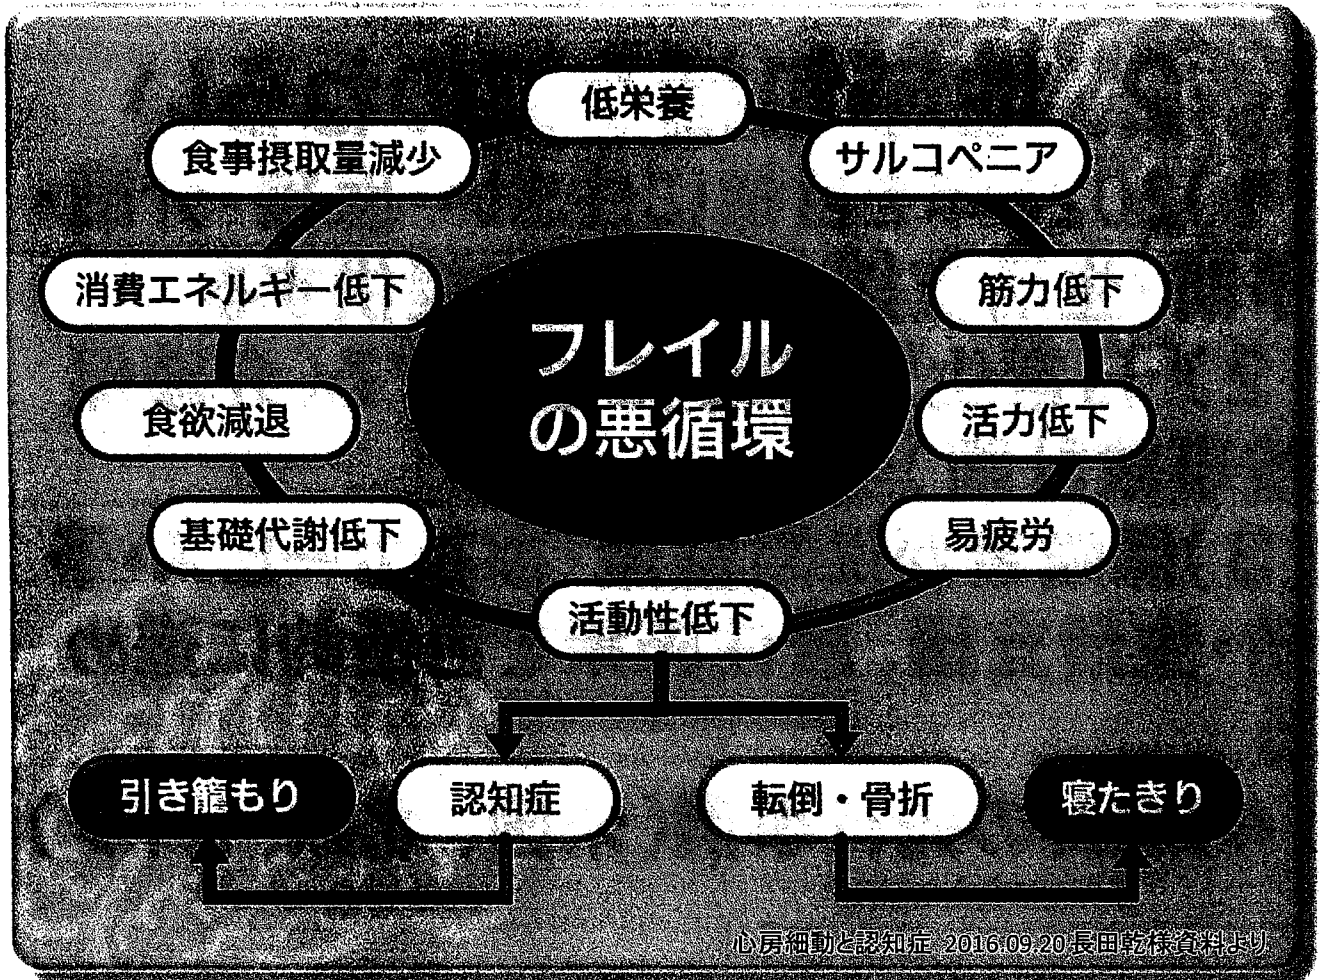 低栄養
食事摂取量減少
サルコペニア
消費エネルギー低下
筋力低下
フレイル
の悪循環
食欲減退
活力低下
基礎代謝低下
易疲労
活動性低下
引き籠もり
認知症
転倒・骨折
寝たきり
心房細動と認知症 2016.09.20 長田乾様資料より